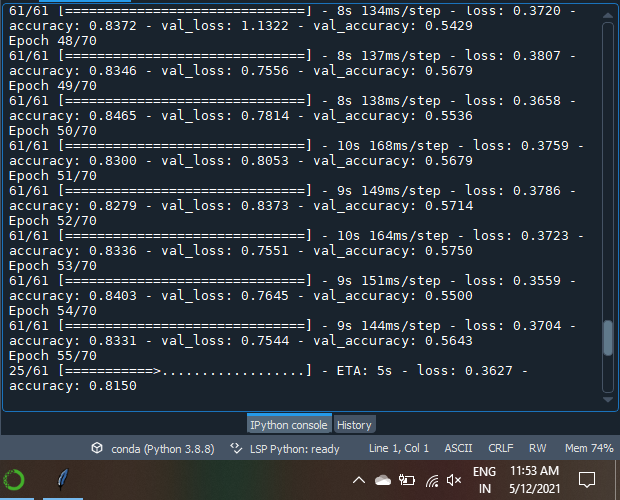 61/61 [==============================] - 8s 134ms/step - loss: 0.3720 -
accuracy: 0.8372 - val_loss: 1.1322 - val_accuracy: 0.5429
Epoch 48/70
61/61 [==============================] - 8s 137ms/step - loss: 0.3807 -
accuracy: 0.8346 - val_loss: 0.7556 - val_accuracy: 0.5679
Epoch 49/70
61/61 [==============================] - 8s 138ms/step - loss: 0.3658 -
accuracy: 0.8465 - val_loss: 0.7814 - val_accuracy: 0.5536
Epoch 50/70
61/61 [==============================] - 10s 168ms/step - loss: 0.3759 -
accuracy: 0.8300 - val_loss: 0.8053 - val_accuracy: 0.5679
Epoch 51/70
61/61 [==============================] - 9s 149ms/step - loss: 0.3786 -
accuracy: 0.8279 - val_loss: 0.8373 - val_accuracy: 0.5714
Epoch 52/70
61/61 [==============================] - 10s 164ms/step - loss: 0.3723 -
accuracy: 0.8336 - val_loss: 0.7551 - val_accuracy: 0.5750
Epoch 53/70
61/61 [==============================] - 9s 151ms/step - loss: 0.3559 -
accuracy: 0.8403 - val_loss: 0.7645 - val_accuracy: 0.5500
Epoch 54/70
61/61 [==============================] - 9s 144ms/step - loss: 0.3704 -
accuracy: 0.8331 - val_loss: 0.7544 - val_accuracy: 0.5643
Epoch 55/70
25/61 [===========>..................] - ETA: 5s - loss: 0.3627 -
accuracy: 0.8150
IPython console History
conda (Python 3.8.8) LSP Python: ready Line 1, Col 1 ASCII CRLF RW Mem 74%
ENG 11:53 AM
IN 5/12/2021